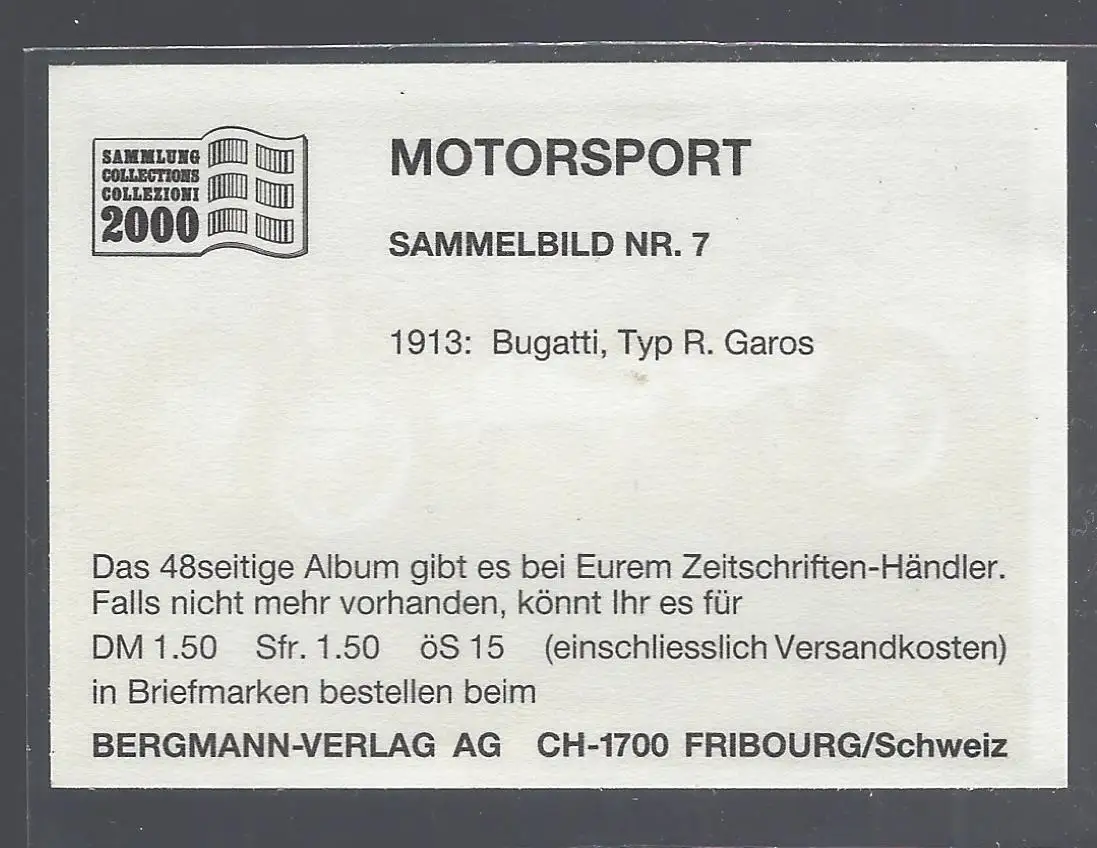 SAMMLUNG
COLLECTIONS
COLLEZIONI
2000
MOTORSPORT
SAMMELBILD NR. 7
1913: Bugatti, Typ R. Garos
Das 48seitige Album gibt es bei Eurem Zeitschriften-Händler.
Falls nicht mehr vorhanden, könnt Ihr es für
DM 1.50 Sfr. 1.50 öS 15 (einschliesslich Versandkosten)
in Briefmarken bestellen beim
BERGMANN-VERLAG AG CH-1700 FRIBOURG/Schweiz